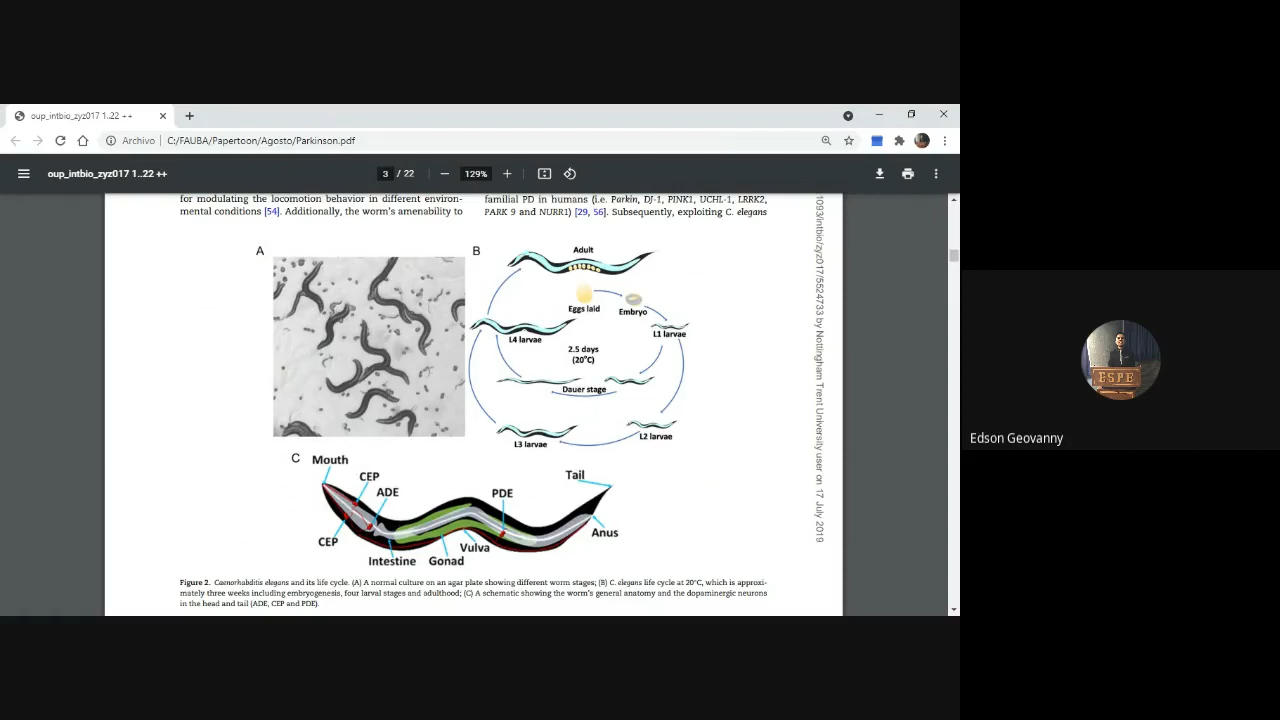 oup_intbio_zyz017 1..22 ++
Archivo
C:/FAUBA/Papertoon/Agosto/Parkinson.pdf
oup_intbio_zyz017 1..22 ++
3 / 22
129%
for modulating the locomotion behavior in different environ-
mental conditions [54]. Additionally, the worm's amenability to
familial PD in humans (i.e. Parkin, DJ-1, PINK1, UCHL-1, LRRK2,
PARK 9 and NURR1) [29, 56]. Subsequently, exploiting C. elegans
A
B
Adult
Eggs laid
Embryo
L1 larvae
L4 larvae
2.5 days
(20°C)
Dauer stage
L3 larvae
L2 larvae
C
Mouth
CEP
ADE
PDE
Tail
CEP
Intestine
Gonad
Vulva
Anus
Figure 2. Caenorhabditis elegans and its life cycle. (A) A normal culture on an agar plate showing different worm stages; (B) C. elegans life cycle at 20°C, which is approxi-
mately three weeks including embryogenesis, four larval stages and adulthood; (C) A schematic showing the worm's general anatomy and the dopaminergic neurons
in the head and tail (ADE, CEP and PDE).
1093/intbio/zyz017/5524733 by Nottingham Trent University user on 17 July 2019
ESPE
Edson Geovanny